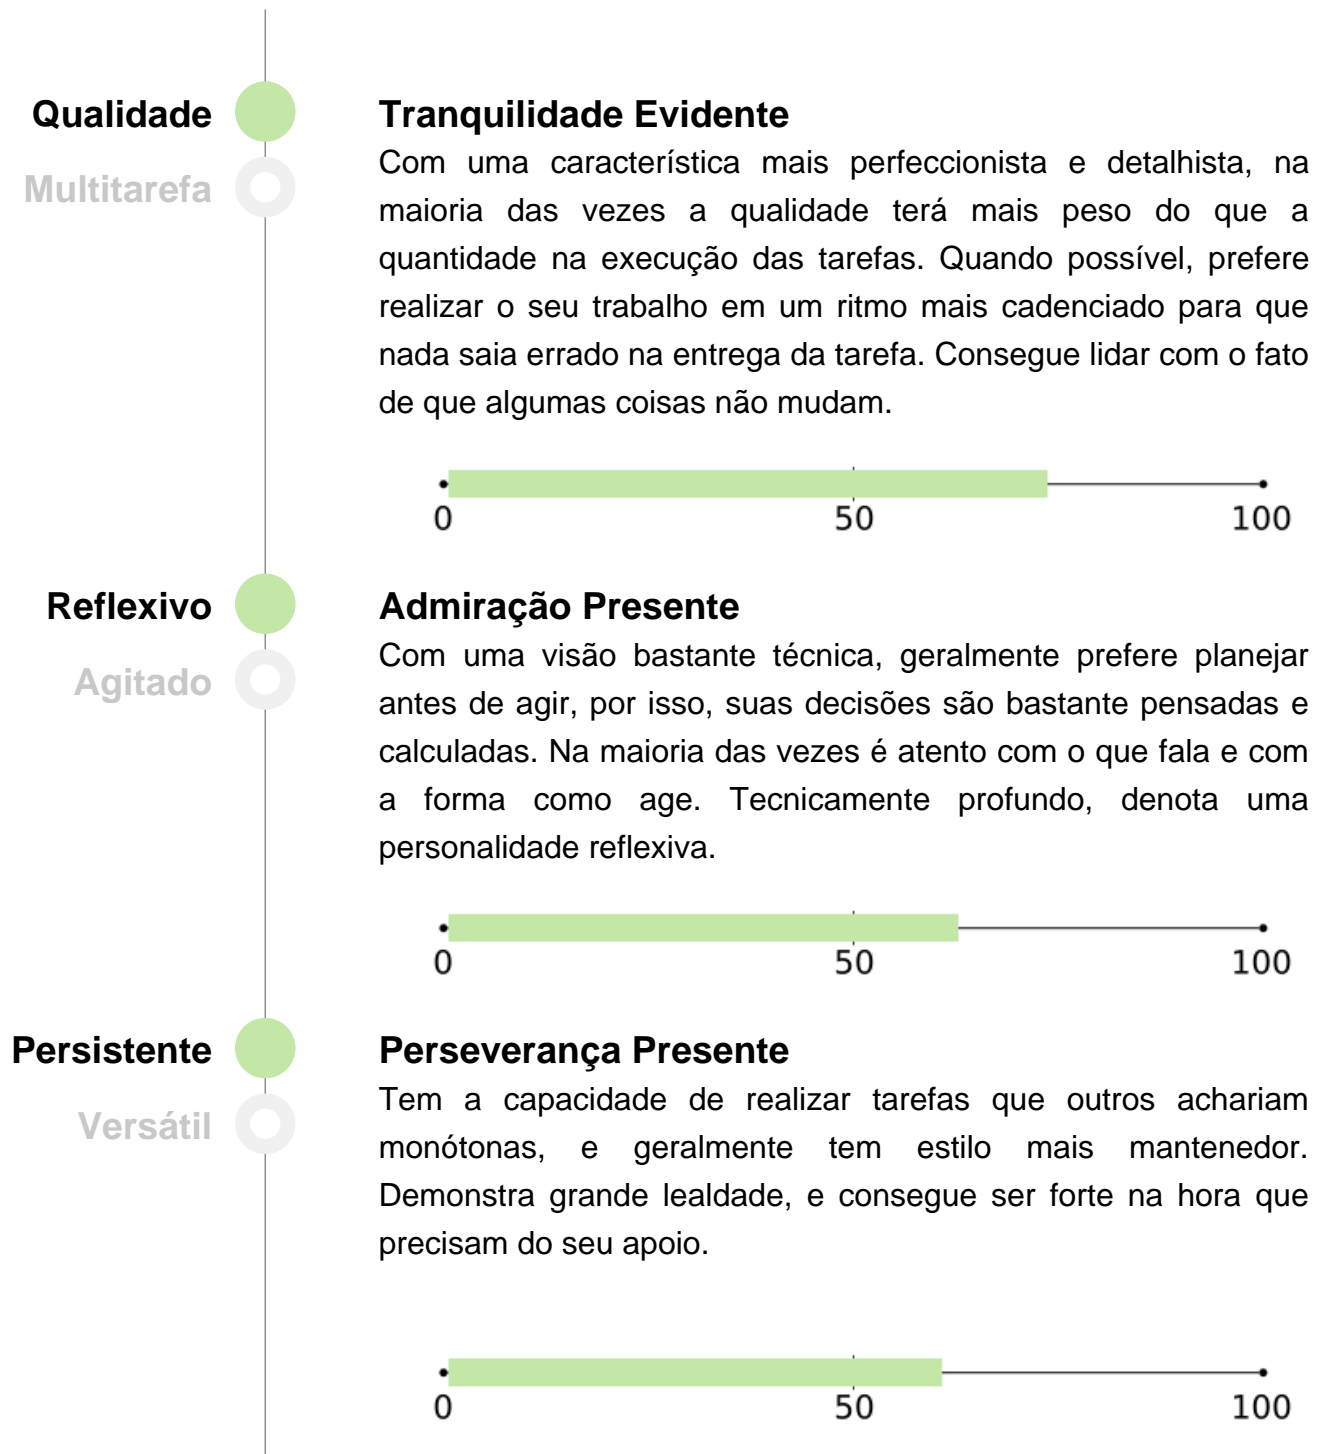 Qualidade
Multitarefa
Tranquilidade Evidente
Com uma característica mais perfeccionista e detalhista, na
maioria das vezes a qualidade terá mais peso do que a
quantidade na execução das tarefas. Quando possível, prefere
realizar o seu trabalho em um ritmo mais cadenciado para que
nada saia errado na entrega da tarefa. Consegue lidar com o fato
de que algumas coisas não mudam.
0 50 100
Reflexivo
Agitado
Admiração Presente
Com uma visão bastante técnica, geralmente prefere planejar
antes de agir, por isso, suas decisões são bastante pensadas e
calculadas. Na maioria das vezes é atento com o que fala e com
a forma como age. Tecnicamente profundo, denota uma
personalidade reflexiva.
0 50 100
Persistente
Versátil
Perseverança Presente
Tem a capacidade de realizar tarefas que outros achariam
monótonas, e geralmente tem estilo mais mantenedor.
Demonstra grande lealdade, e consegue ser forte na hora que
precisam do seu apoio.
0 50 100